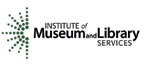 INSTITUTE of
Museum and Library
SERVICES